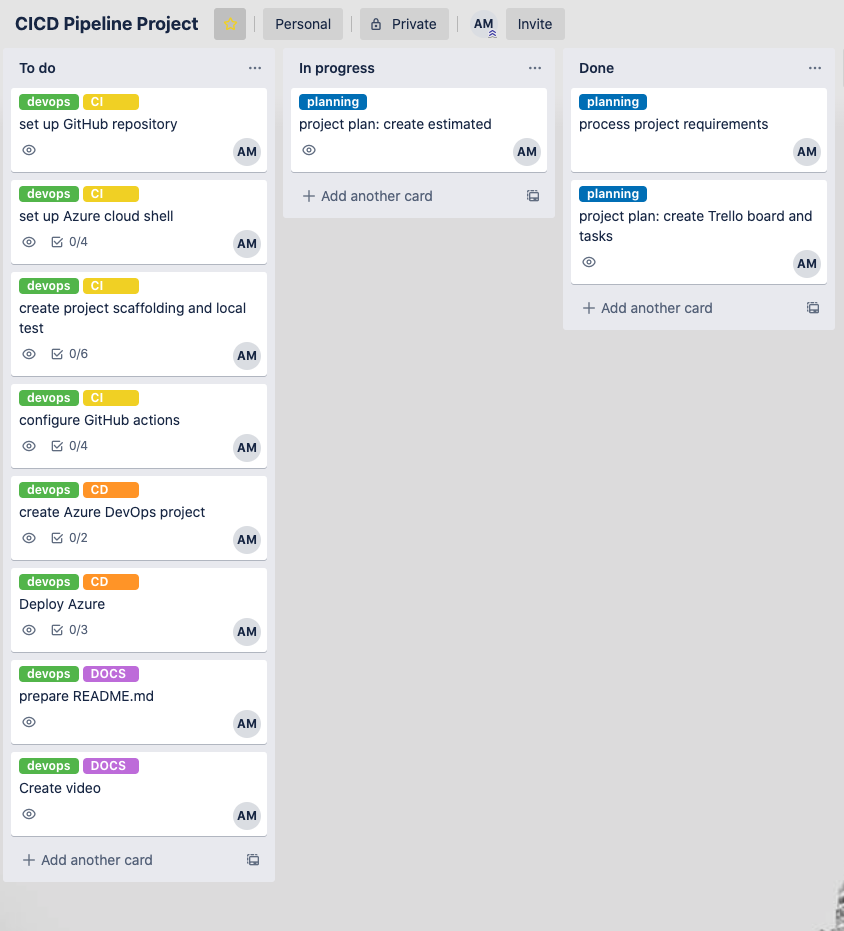 CICD Pipeline Project
Personal
Private
AM
Invite
To do
devops CI
set up GitHub repository
AM
devops CI
set up Azure cloud shell
0/4
AM
devops CI
create project scaffolding and local
test
0/6
AM
devops CI
configure GitHub actions
0/4
AM
devops CD
create Azure DevOps project
0/2
AM
devops CD
Deploy Azure
0/3
AM
devops DOCS
prepare README.md
AM
devops DOCS
Create video
AM
Add another card
In progress
planning
project plan: create estimated
AM
Add another card
Done
planning
process project requirements
AM
planning
project plan: create Trello board and
tasks
AM
Add another card